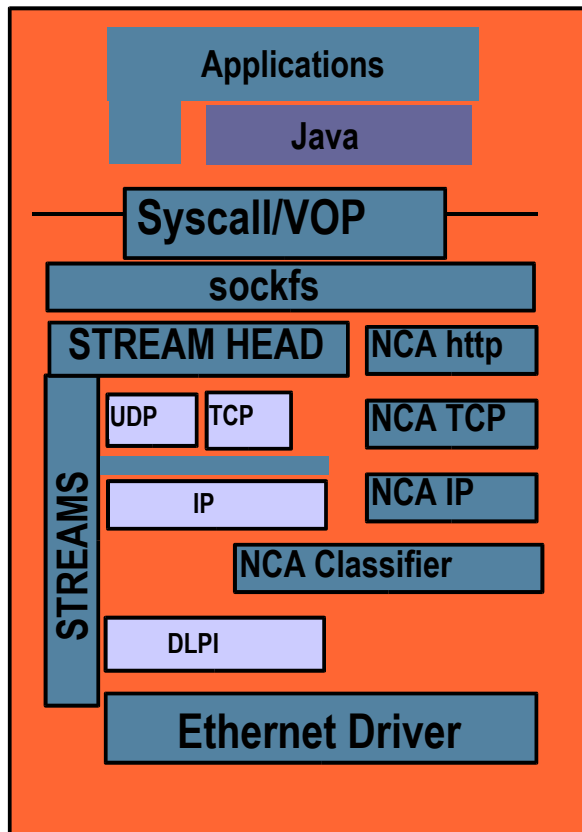 Applications
Java
Syscall/VOP
sockfs
STREAM HEAD
NCA http
UDP
TCP
NCA TCP
STREAMS
IP
NCA IP
NCA Classifier
DLPI
Ethernet Driver